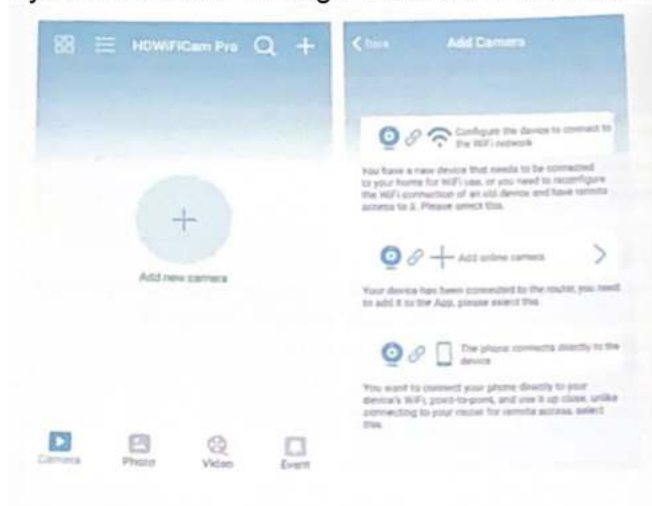 HDWiFiCam Pro
Add new camera
Camera
Photo
Video
Event
Back
Add Camera
Configure the device to connect to
the WiFi network
You have a new device that needs to be connected
to your home for WiFi use, or you need to reconfigure
the WiFi connection of an old device and have remote
access to it. Please select this.
Add online camera
Your device has been connected to the router, you need
to add it to the App, please select this
The phone connects directly to the
device
You want to connect your phone directly to your
device's WiFi, point-to-point, and use it up close, unlike
connecting to your router for remote access, select
this